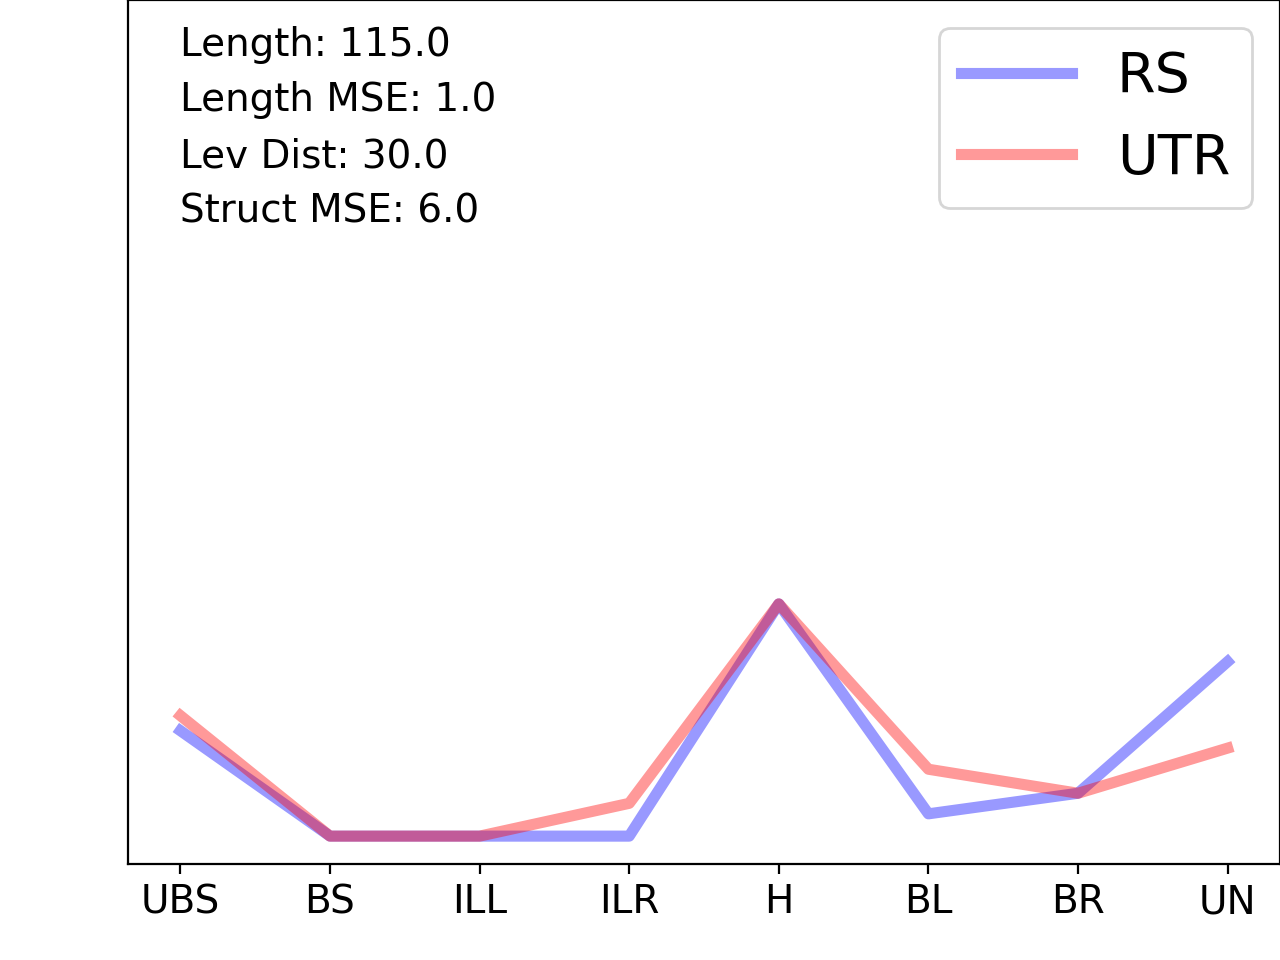 Length: 115.0
Length MSE: 1.0
Lev Dist: 30.0
Struct MSE: 6.0
RS
UTR
UBS BS ILL ILR H BL BR UN